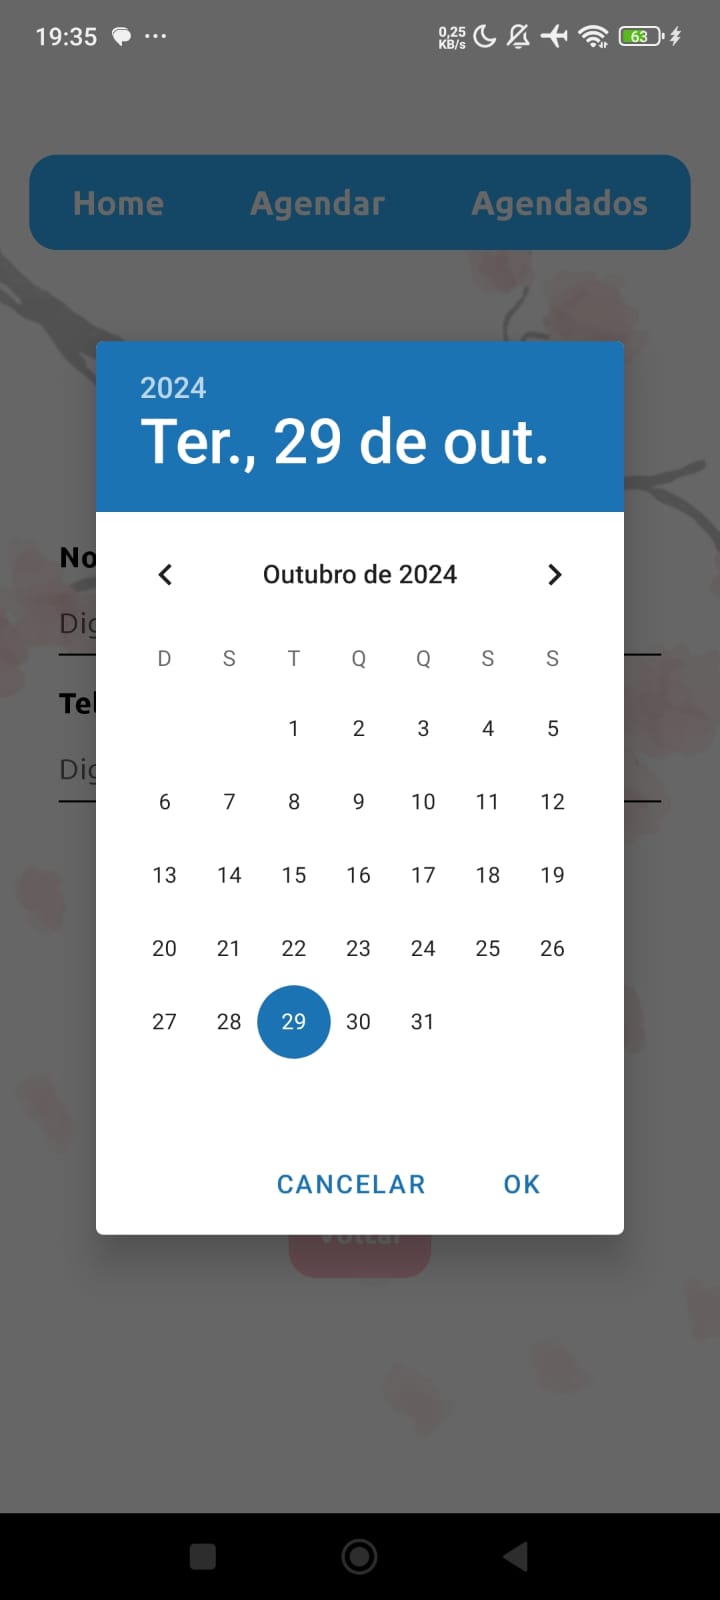 19:35
0,25
KB/s
63
Home Agendar Agendados
2024
Ter., 29 de out.
No
Outubro de 2024
Dig
D S T Q Q S S
Tel
1 2 3 4 5
Dig
6 7 8 9 10 11 12
13 14 15 16 17 18 19
20 21 22 23 24 25 26
27 28 29 30 31
CANCELAR OK
Voltar